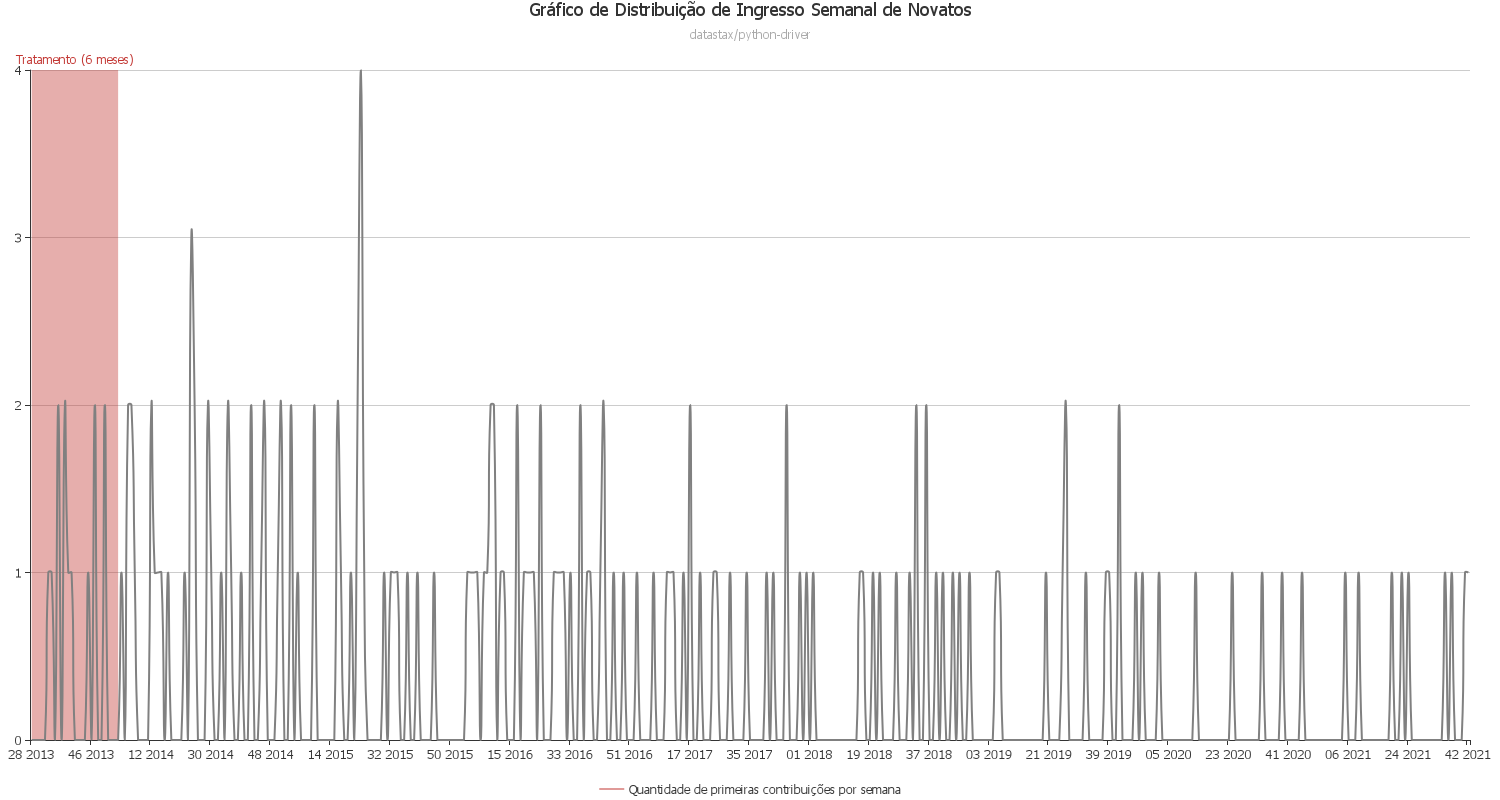 Gráfico de Distribuição de Ingresso Semanal de Novatos
datastax/python-driver
Tratamento (6 meses)
4
3
2
1
0
28 2013 46 2013 12 2014 30 2014 48 2014 14 2015 32 2015 50 2015 15 2016 33 2016 51 2016 17 2017 35 2017 01 2018 19 2018 37 2018 03 2019 21 2019 39 2019 05 2020 23 2020 41 2020 06 2021 24 2021 42 2021
Quantidade de primeiras contribuições por semana